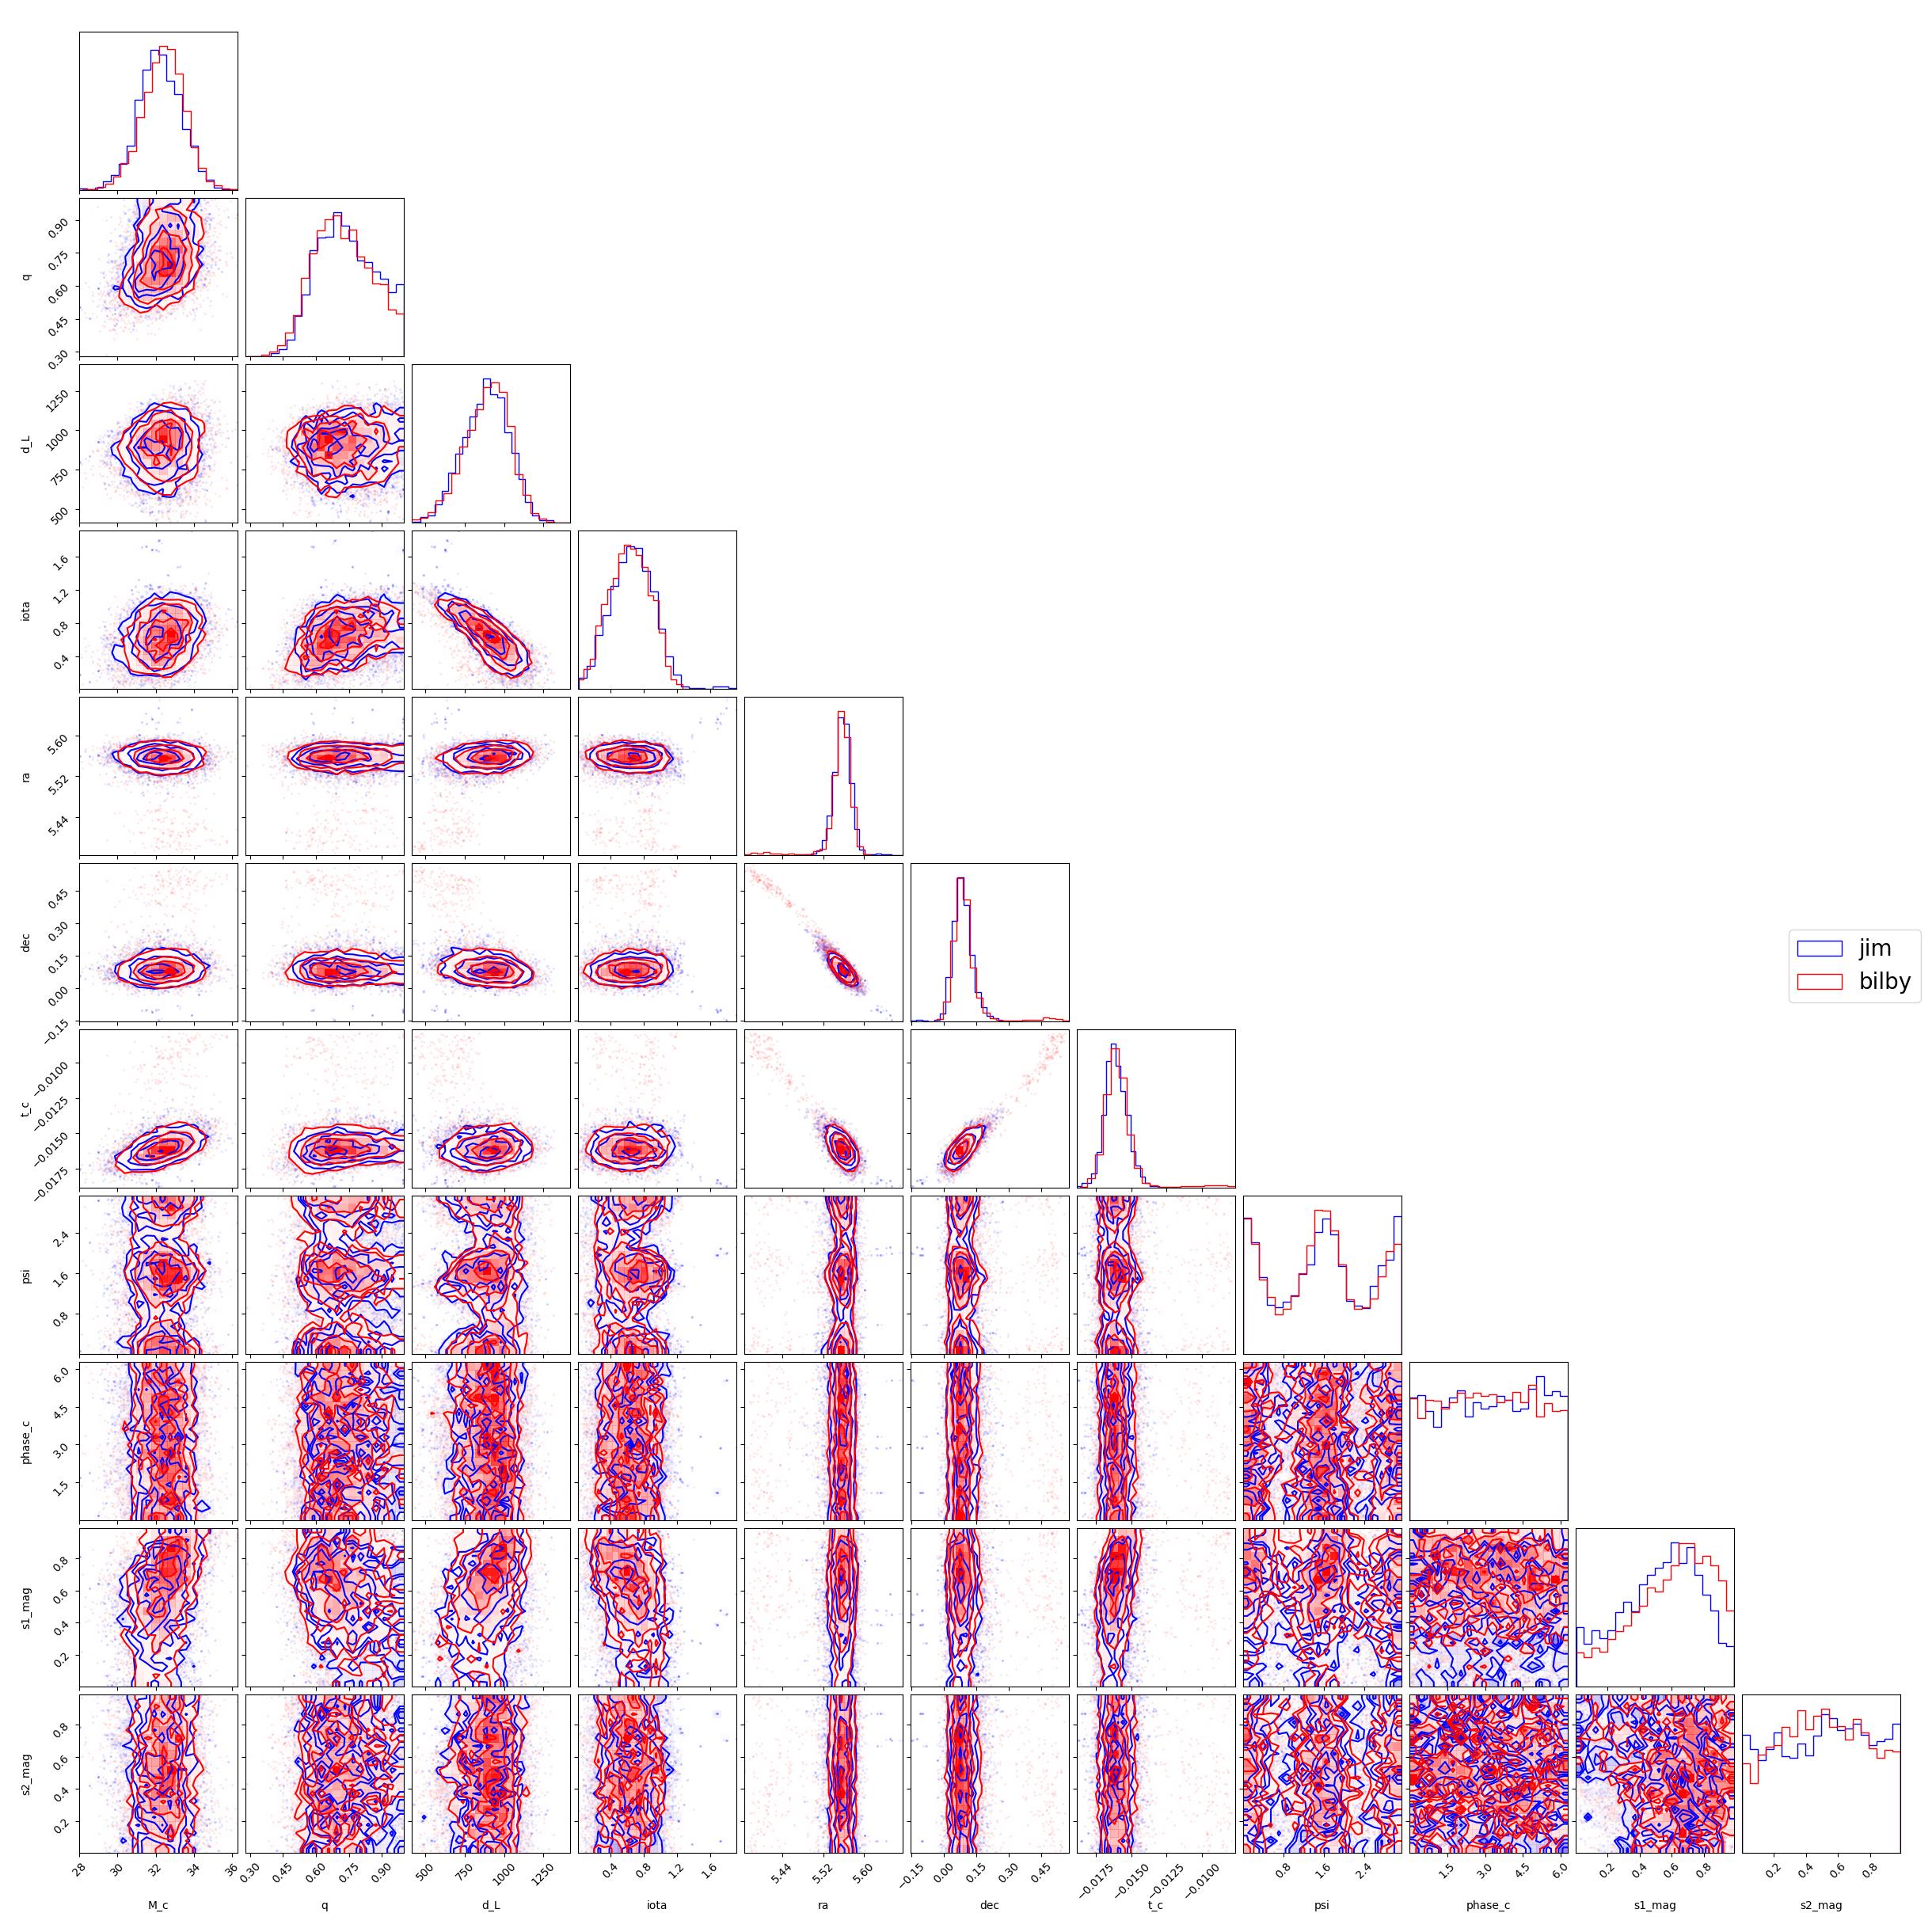 q
0.90
0.75
0.60
0.45
0.30
d_L
1250
1000
750
500
iota
1.6
1.2
0.8
0.4
ra
5.60
5.52
5.44
dec
0.45
0.30
0.15
0.00
−0.15
jim
bilby
t_c
−0.0100
−0.0125
−0.0150
−0.0175
psi
2.4
1.6
0.8
phase_c
6.0
4.5
3.0
1.5
s1_mag
0.8
0.6
0.4
0.2
s2_mag
0.8
0.6
0.4
0.2
28 30 32 34 36
0.30 0.45 0.60 0.75 0.90
500 750 1000 1250
0.4 0.8 1.2 1.6
5.44 5.52 5.60
−0.15 0.00 0.15 0.30 0.45
−0.0175 −0.0150 −0.0125 −0.0100
0.8 1.6 2.4
1.5 3.0 4.5 6.0
0.2 0.4 0.6 0.8
0.2 0.4 0.6 0.8
M_c q d_L iota ra dec t_c psi phase_c s1_mag s2_mag